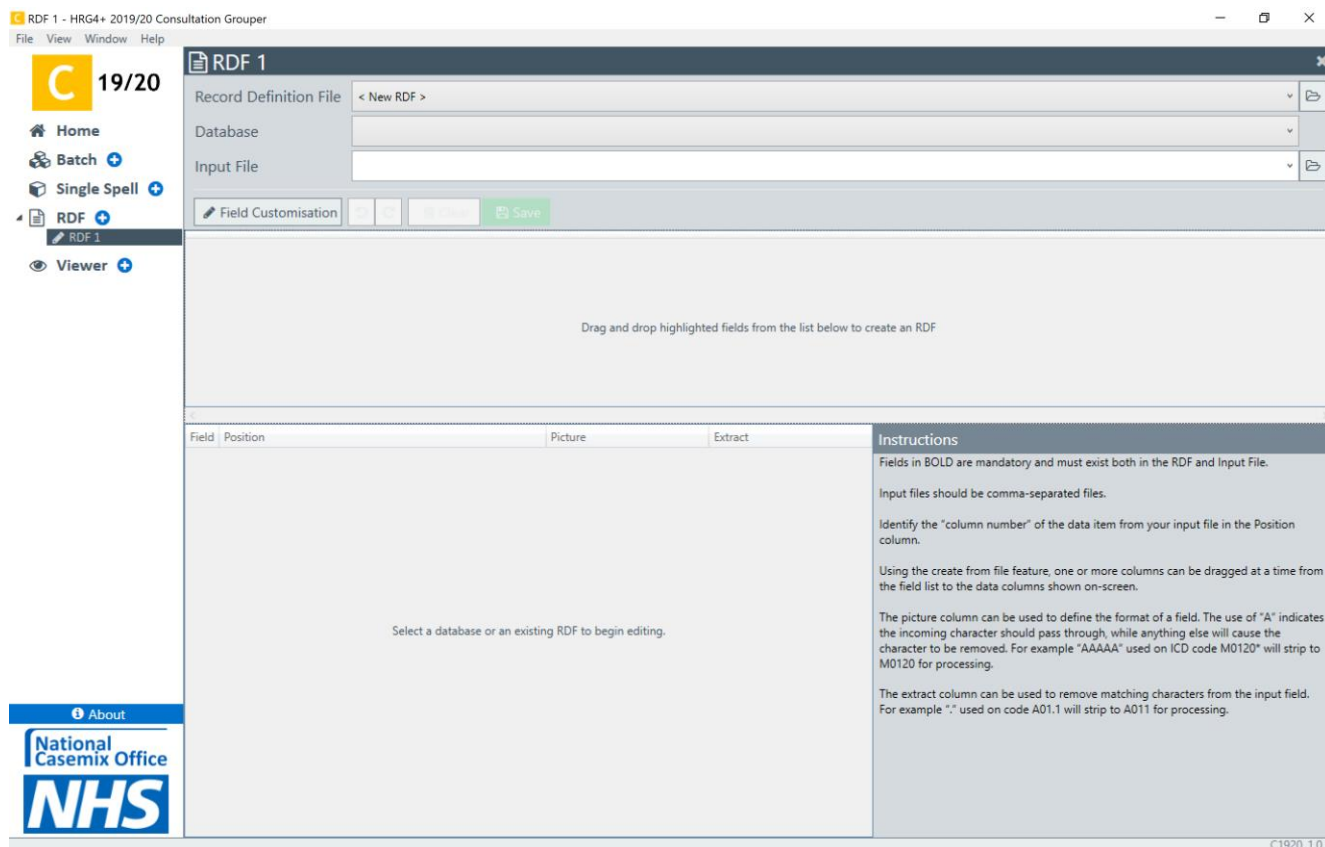 RDF 1 - HRG4+ 2019/20 Consultation Grouper
File View Window Help
C 19/20
Home
Batch
Single Spell
RDF
RDF 1
Viewer
About
National
Casemix Office
NHS
RDF 1
Record Definition File < New RDF >
Database
Input File
Field Customisation Clear Save
Drag and drop highlighted fields from the list below to create an RDF
Field Position Picture Extract
Select a database or an existing RDF to begin editing.
Instructions
Fields in BOLD are mandatory and must exist both in the RDF and Input File.
Input files should be comma-separated files.
Identify the "column number" of the data item from your input file in the Position
column.
Using the create from file feature, one or more columns can be dragged at a time from
the field list to the data columns shown on-screen.
The picture column can be used to define the format of a field. The use of "A" indicates
the incoming character should pass through, while anything else will cause the
character to be removed. For example "AAAAA" used on ICD code M0120* will strip to
M0120 for processing.
The extract column can be used to remove matching characters from the input field.
For example "." used on code A01.1 will strip to A011 for processing.
C1920_1.0